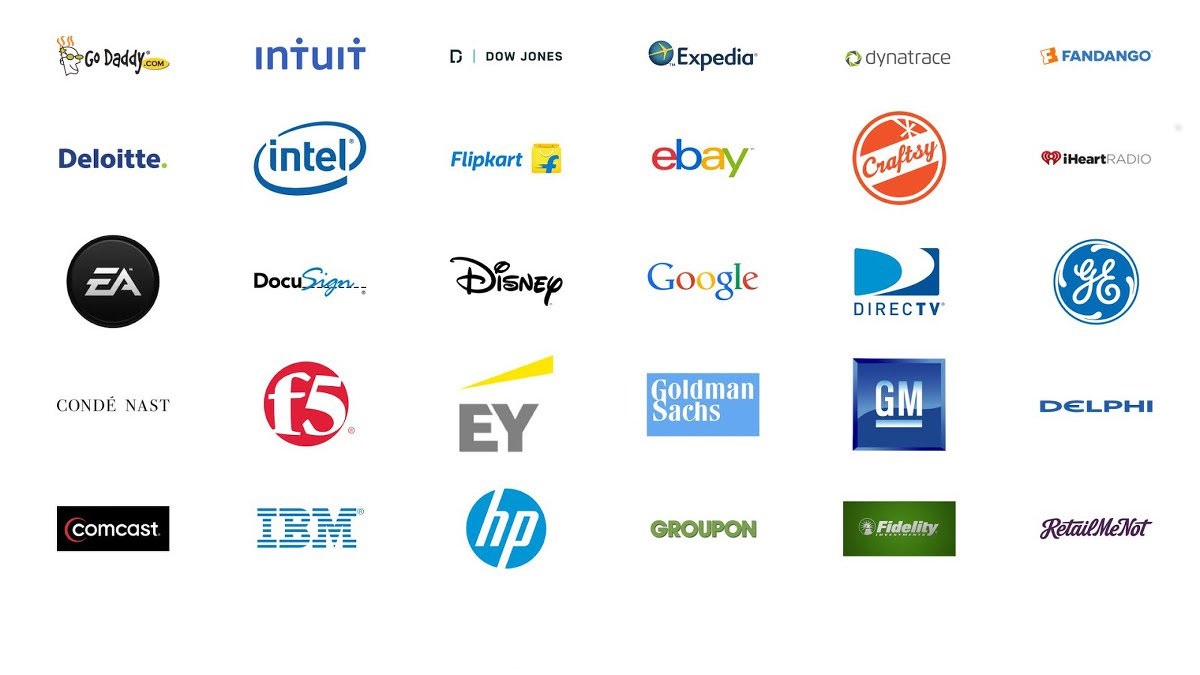 Go Daddy .COM
intuit
D | DOW JONES
Expedia
dynatrace
F FANDANGO
Deloitte.
intel
Flipkart f
ebay
Craftsy
iHeartRADIO
EA
DocuSign
Disney
Google
DIRECTV
GE
CONDÉ NAST
f5
EY
Goldman
Sachs
GM
DELPHI
comcast.
IBM
hp
GROUPON
Fidelity
INVESTMENTS
RetailMeNot